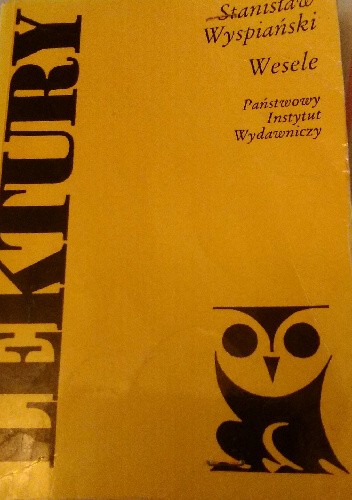 Stanisław
Wyspiański
Wesele
Państwowy
Instytut
Wydawniczy
LEKTURY